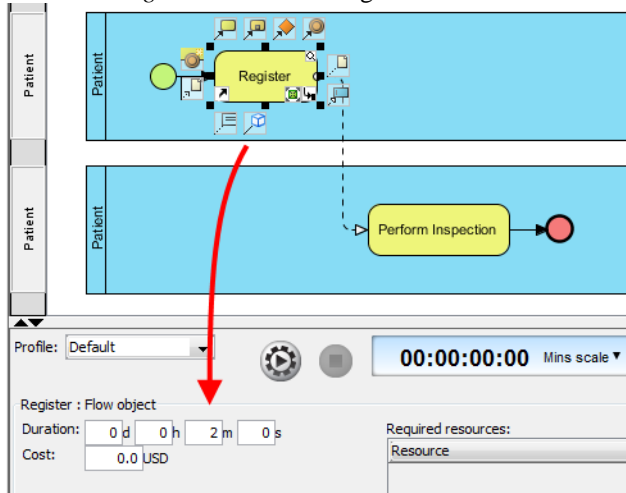 Patient
Patient
Register
Patient
Patient
Perform Inspection
Profile: Default
00:00:00:00 Mins scale
Register : Flow object
Duration: 0 d 0 h 2 m 0 s
Required resources:
Cost: 0.0 USD
Resource